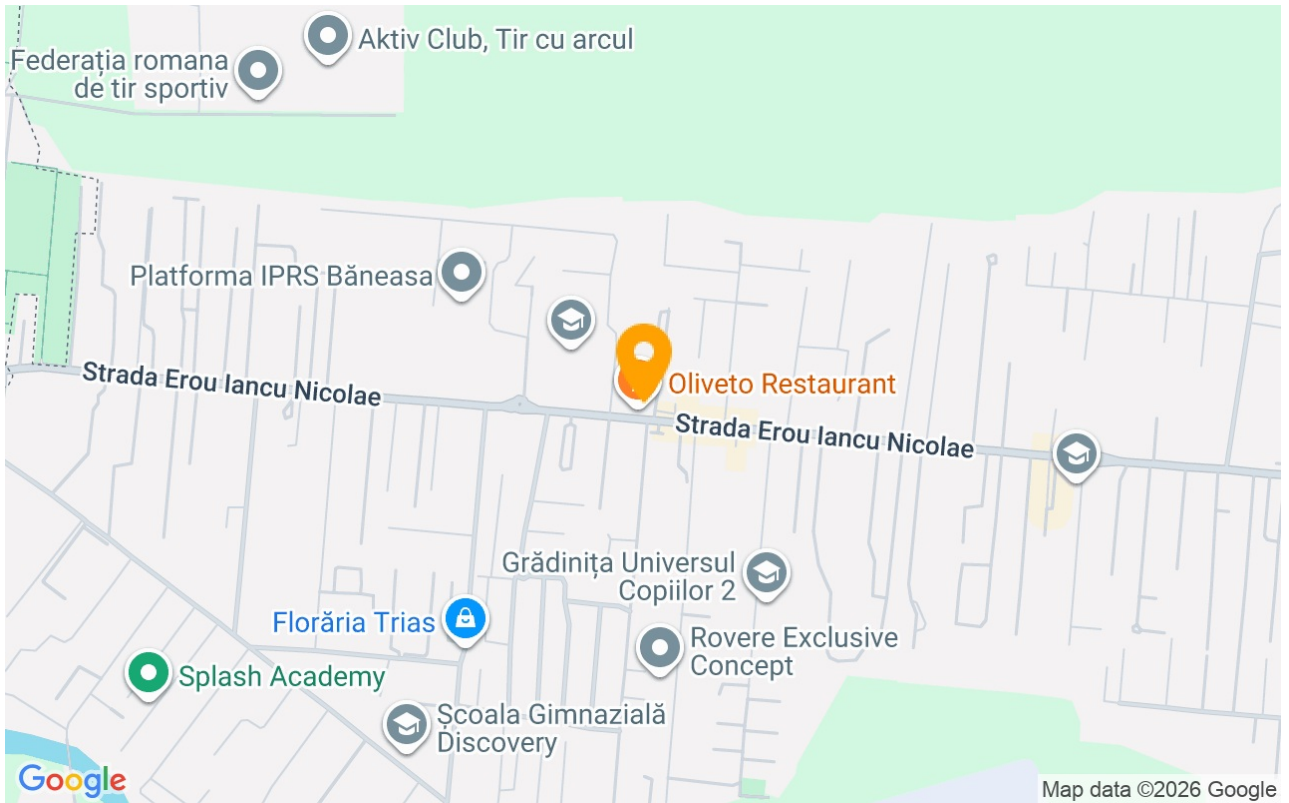 Aktiv Club, Tir cu arcul
Federația romana
de tir sportiv
Platforma IPRS Băneasa
Strada Erou Iancu Nicolae
Oliveto Restaurant
Strada Erou Iancu Nicolae
Grădinița Universul
Copiilor 2
Florăria Trias
Rovere Exclusive
Concept
Splash Academy
Școala Gimnazială
Discovery
Google
Map data ©2026 Google